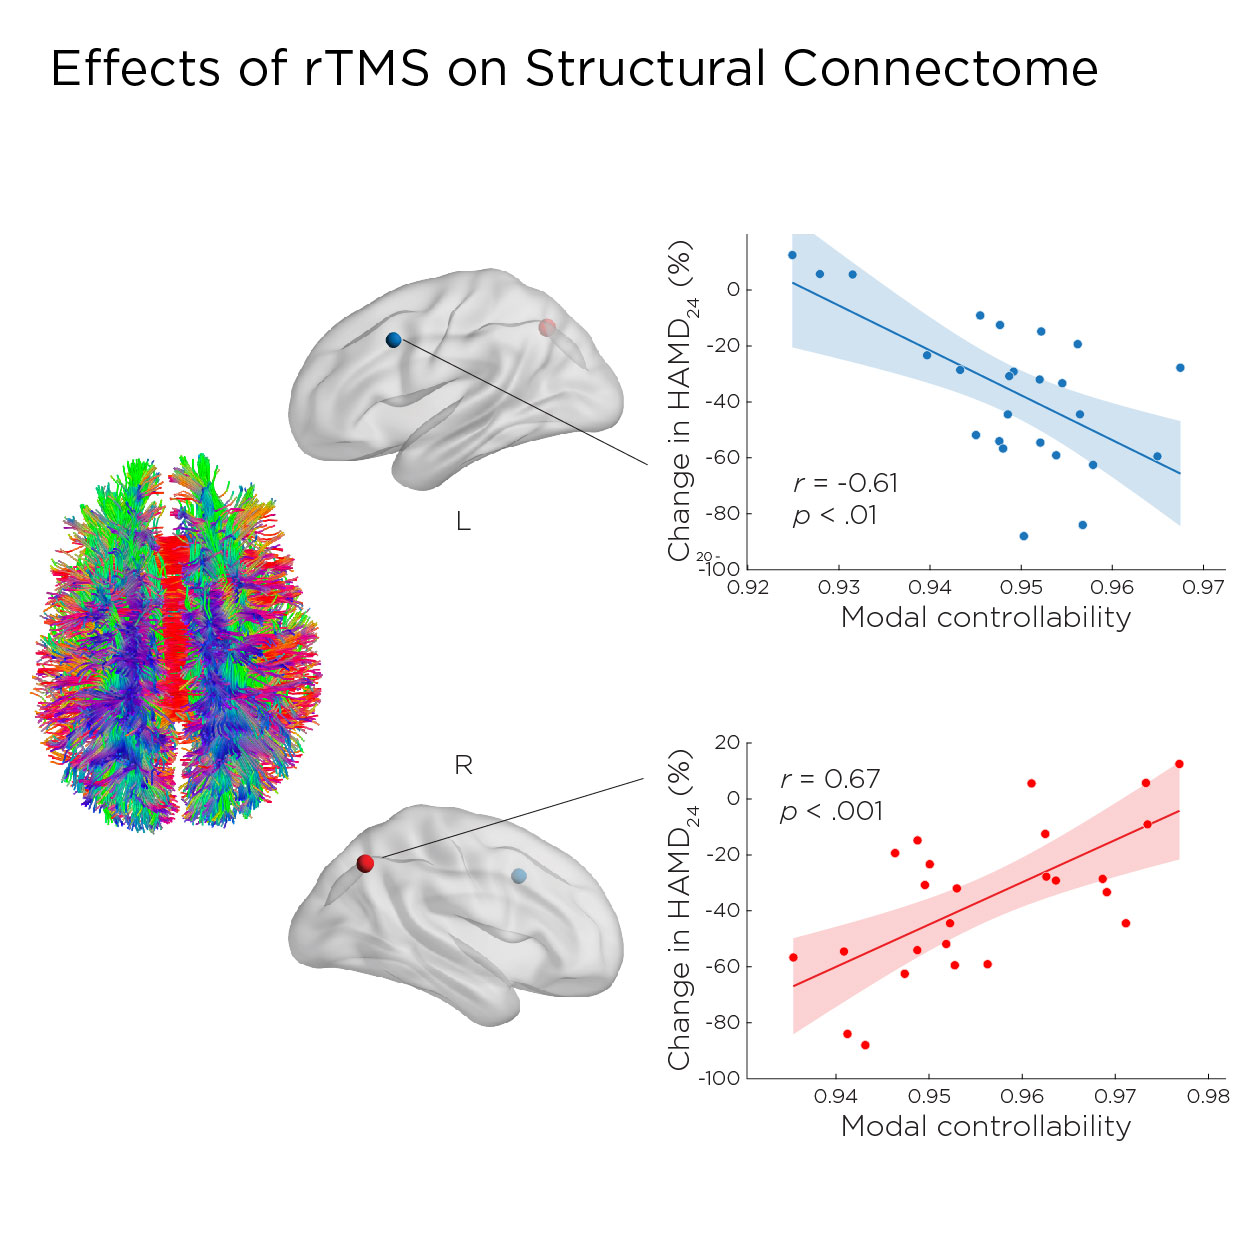 Effects of rTMS on Structural Connectome
L
Change in HAMD24 (%)
0
-20
-40
-60
-80
20-
-100
r = -0.61
p < .01
0.92 0.93 0.94 0.95 0.96 0.97
Modal controllability
R
Change in HAMD24 (%)
20
0
-20
-40
-60
-80
-100
r = 0.67
p < .001
0.94 0.95 0.96 0.97 0.98
Modal controllability